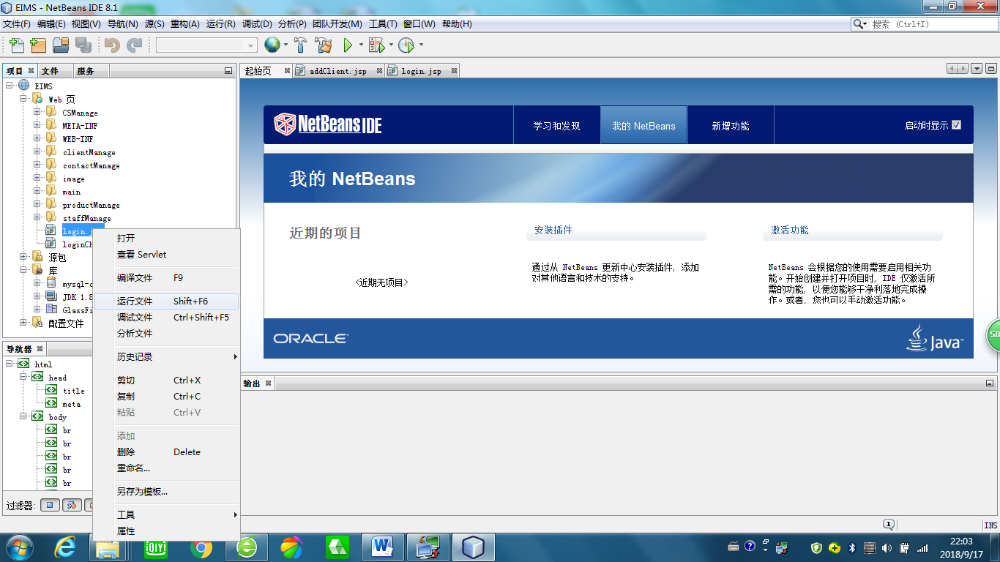 EIMS - NetBeans IDE 8.1
文件(F) 编辑(E) 视图(V) 导航(N) 源(S) 重构(A) 运行(R) 调试(D) 分析(P) 团队开发(M) 工具(T) 窗口(W) 帮助(H)
搜索 (Ctrl+I)
项目 文件 服务
起始页 addClient.jsp login.jsp
EIMS
Web 页
CSManage
META-INF
WEB-INF
clientManage
contactManage
image
main
productManage
staffManage
login.j
loginCh
源包
库
mysql-c
JDK 1.8
GlassFi
配置文件
打开
查看 Servlet
编译文件 F9
运行文件 Shift+F6
调试文件 Ctrl+Shift+F5
分析文件
历史记录
剪切 Ctrl+X
复制 Ctrl+C
粘贴 Ctrl+V
添加
删除 Delete
重命名...
另存为模板...
工具
属性
导航器
html
head
title
meta
body
br
br
br
br
br
过滤器:
NetBeans IDE
学习和发现 我的 NetBeans 新增功能 启动时显示
我的 NetBeans
近期的项目
<近期无项目>
安装插件
通过从 NetBeans 更新中心安装插件, 添加
对其他语言和技术的支持。
激活功能
NetBeans 会根据您的使用需要启用相关功
能。开始创建并打开项目时, IDE 仅激活所
需的功能, 以便您能够干净利落地完成操
作。或者, 您也可以手动激活功能。
ORACLE
Java
58
输出
1
INS
QIY
22:03
2018/9/17